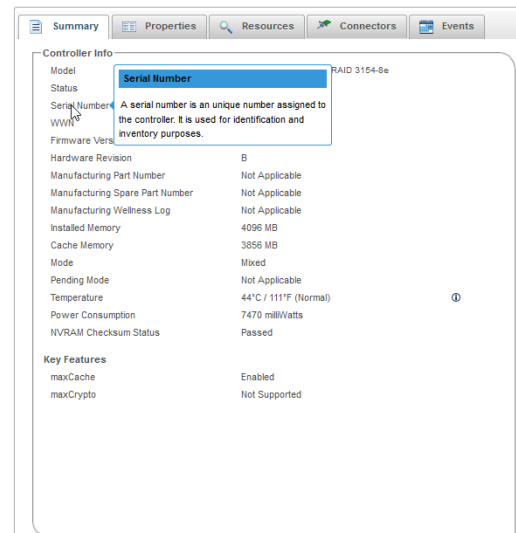 Summary Properties Resources Connectors Events
Controller Info
Model RAID 3154-8e
Serial Number
Status
Serial Number A serial number is an unique number assigned to
WWN the controller. It is used for identification and
inventory purposes.
Firmware Vers
Hardware Revision B
Manufacturing Part Number Not Applicable
Manufacturing Spare Part Number Not Applicable
Manufacturing Wellness Log Not Applicable
Installed Memory 4096 MB
Cache Memory 3856 MB
Mode Mixed
Pending Mode Not Applicable
Temperature 44°C / 111°F (Normal)
Power Consumption 7470 milliWatts
NVRAM Checksum Status Passed
Key Features
maxCache Enabled
maxCrypto Not Supported